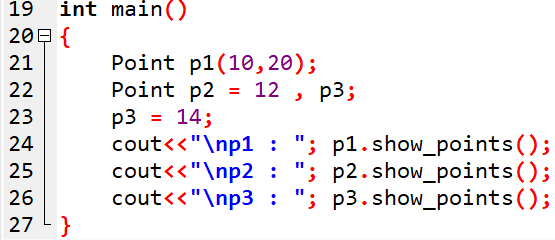 19 int main()
20 {
21 Point p1(10,20);
22 Point p2 = 12 , p3;
23 p3 = 14;
24 cout<<"\np1 : "; p1.show_points();
25 cout<<"\np2 : "; p2.show_points();
26 cout<<"\np3 : "; p3.show_points();
27 }